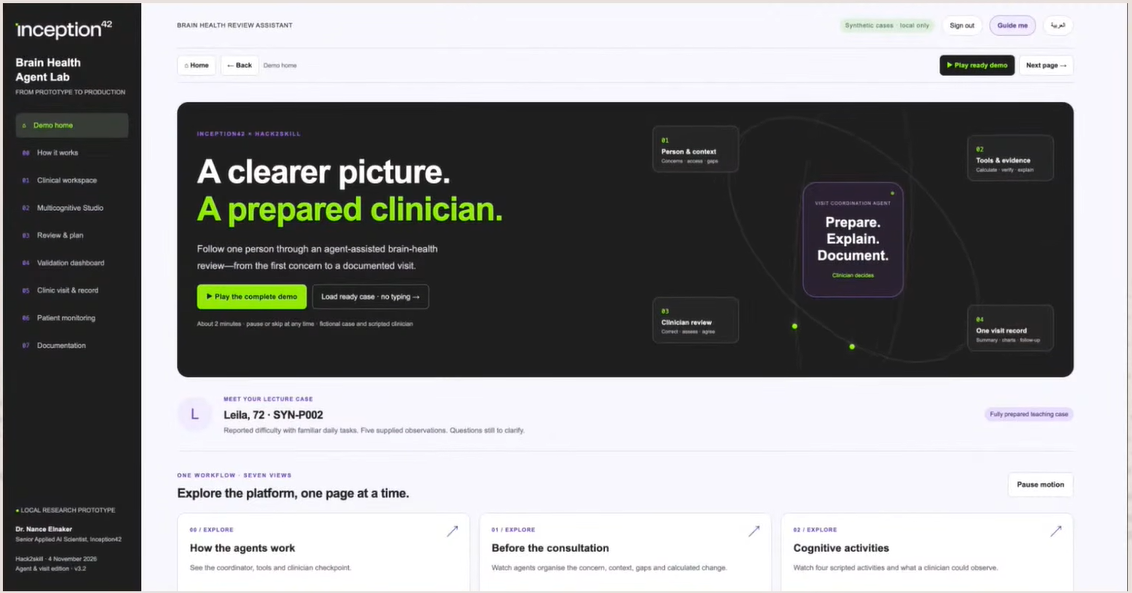 inception42
Brain Health
Agent Lab
FROM PROTOTYPE TO PRODUCTION
Demo home
00 How it works
01 Clinical workspace
02 Multicognitive Studio
03 Review & plan
04 Validation dashboard
05 Clinic visit & record
06 Patient monitoring
07 Documentation
LOCAL RESEARCH PROTOTYPE
Dr. Nance Elnaker
Senior Applied AI Scientist, Inception42
Hack2skill · 4 November 2026
Agent & visit edition · v3.2
BRAIN HEALTH REVIEW ASSISTANT
Synthetic cases · local only
Sign out
Guide me
العربية
⌂ Home
← Back
Demo home
▶ Play ready demo
Next page →
INCEPTION42 × HACK2SKILL
A clearer picture.
A prepared clinician.
Follow one person through an agent-assisted brain-health
review—from the first concern to a documented visit.
▶ Play the complete demo
Load ready case · no typing →
About 2 minutes · pause or skip at any time · fictional case and scripted clinician
01
Person & context
Concerns · access · gaps
02
Tools & evidence
Calculate · verify · explain
VISIT COORDINATION AGENT
Prepare.
Explain.
Document.
Clinician decides
03
Clinician review
Correct · assess · agree
04
One visit record
Summary · charts · follow-up
L
MEET YOUR LECTURE CASE
Leila, 72 · SYN-P002
Reported difficulty with familiar daily tasks. Five supplied observations. Questions still to clarify.
Fully prepared teaching case
ONE WORKFLOW · SEVEN VIEWS
Explore the platform, one page at a time.
Pause motion
00 / EXPLORE
How the agents work
See the coordinator, tools and clinician checkpoint.
01 / EXPLORE
Before the consultation
Watch agents organise the concern, context, gaps and calculated change.
02 / EXPLORE
Cognitive activities
Watch four scripted activities and what a clinician could observe.